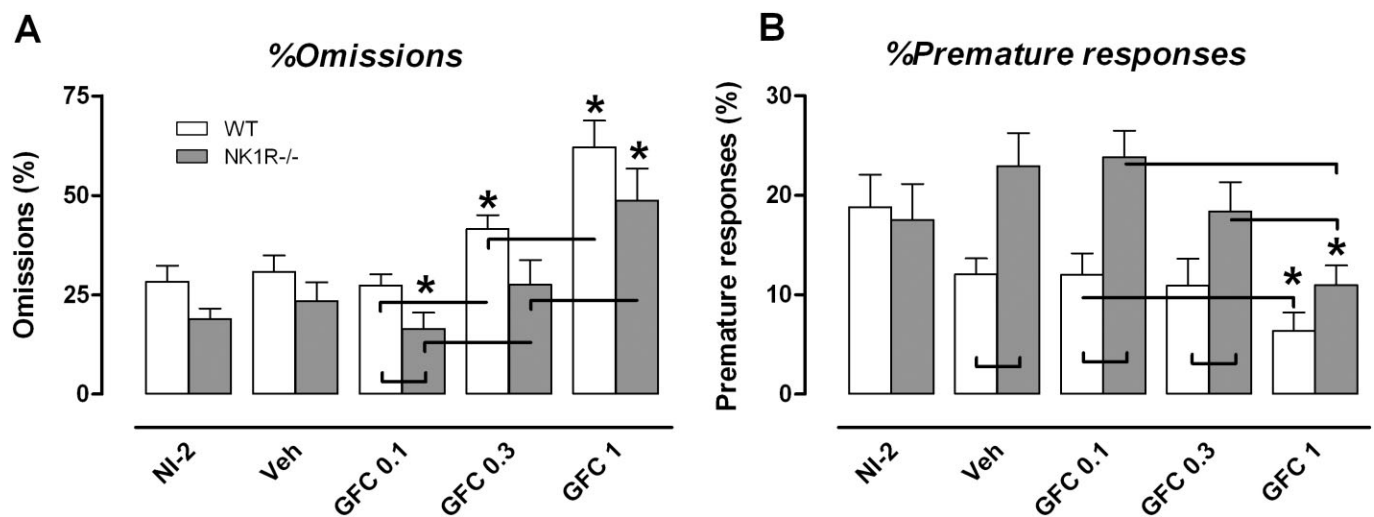 A
%Omissions
Omissions (%)
75
50
25
0
WT
NK1R-/-
*
*
*
*
NI-2
Veh
GFC 0.1
GFC 0.3
GFC 1
B
%Premature responses
Premature responses (%)
30
20
10
0
*
*
NI-2
Veh
GFC 0.1
GFC 0.3
GFC 1